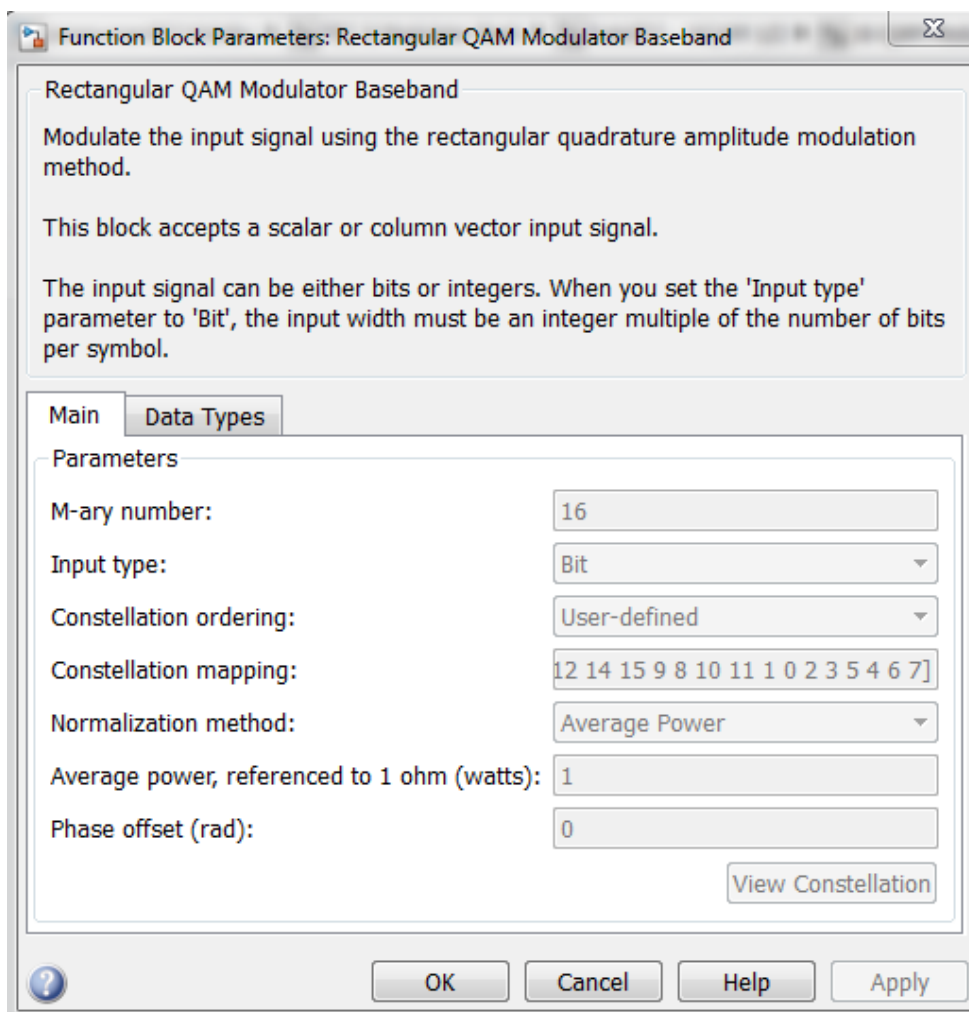 Function Block Parameters: Rectangular QAM Modulator Baseband
Rectangular QAM Modulator Baseband
Modulate the input signal using the rectangular quadrature amplitude modulation
method.
This block accepts a scalar or column vector input signal.
The input signal can be either bits or integers. When you set the 'Input type'
parameter to 'Bit', the input width must be an integer multiple of the number of bits
per symbol.
Main Data Types
Parameters
M-ary number: 16
Input type: Bit
Constellation ordering: User-defined
Constellation mapping: 12 14 15 9 8 10 11 1 0 2 3 5 4 6 7]
Normalization method: Average Power
Average power, referenced to 1 ohm (watts): 1
Phase offset (rad): 0
View Constellation
OK Cancel Help Apply